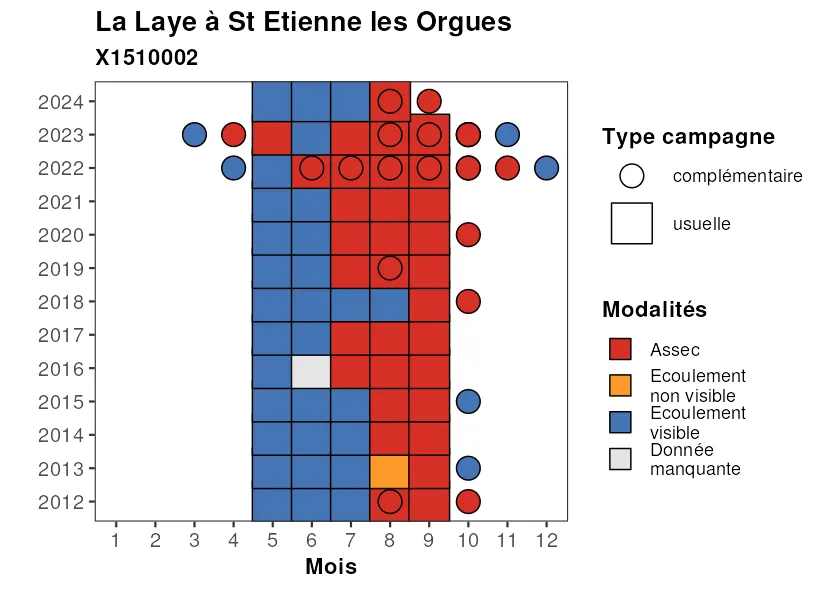 La Laye à St Etienne les Orgues
X1510002
2024
2023
2022
2021
2020
2019
2018
2017
2016
2015
2014
2013
2012
1 2 3 4 5 6 7 8 9 10 11 12
Mois
Type campagne
complémentaire
usuelle
Modalités
Assec
Ecoulement
non visible
Ecoulement
visible
Donnée
manquante